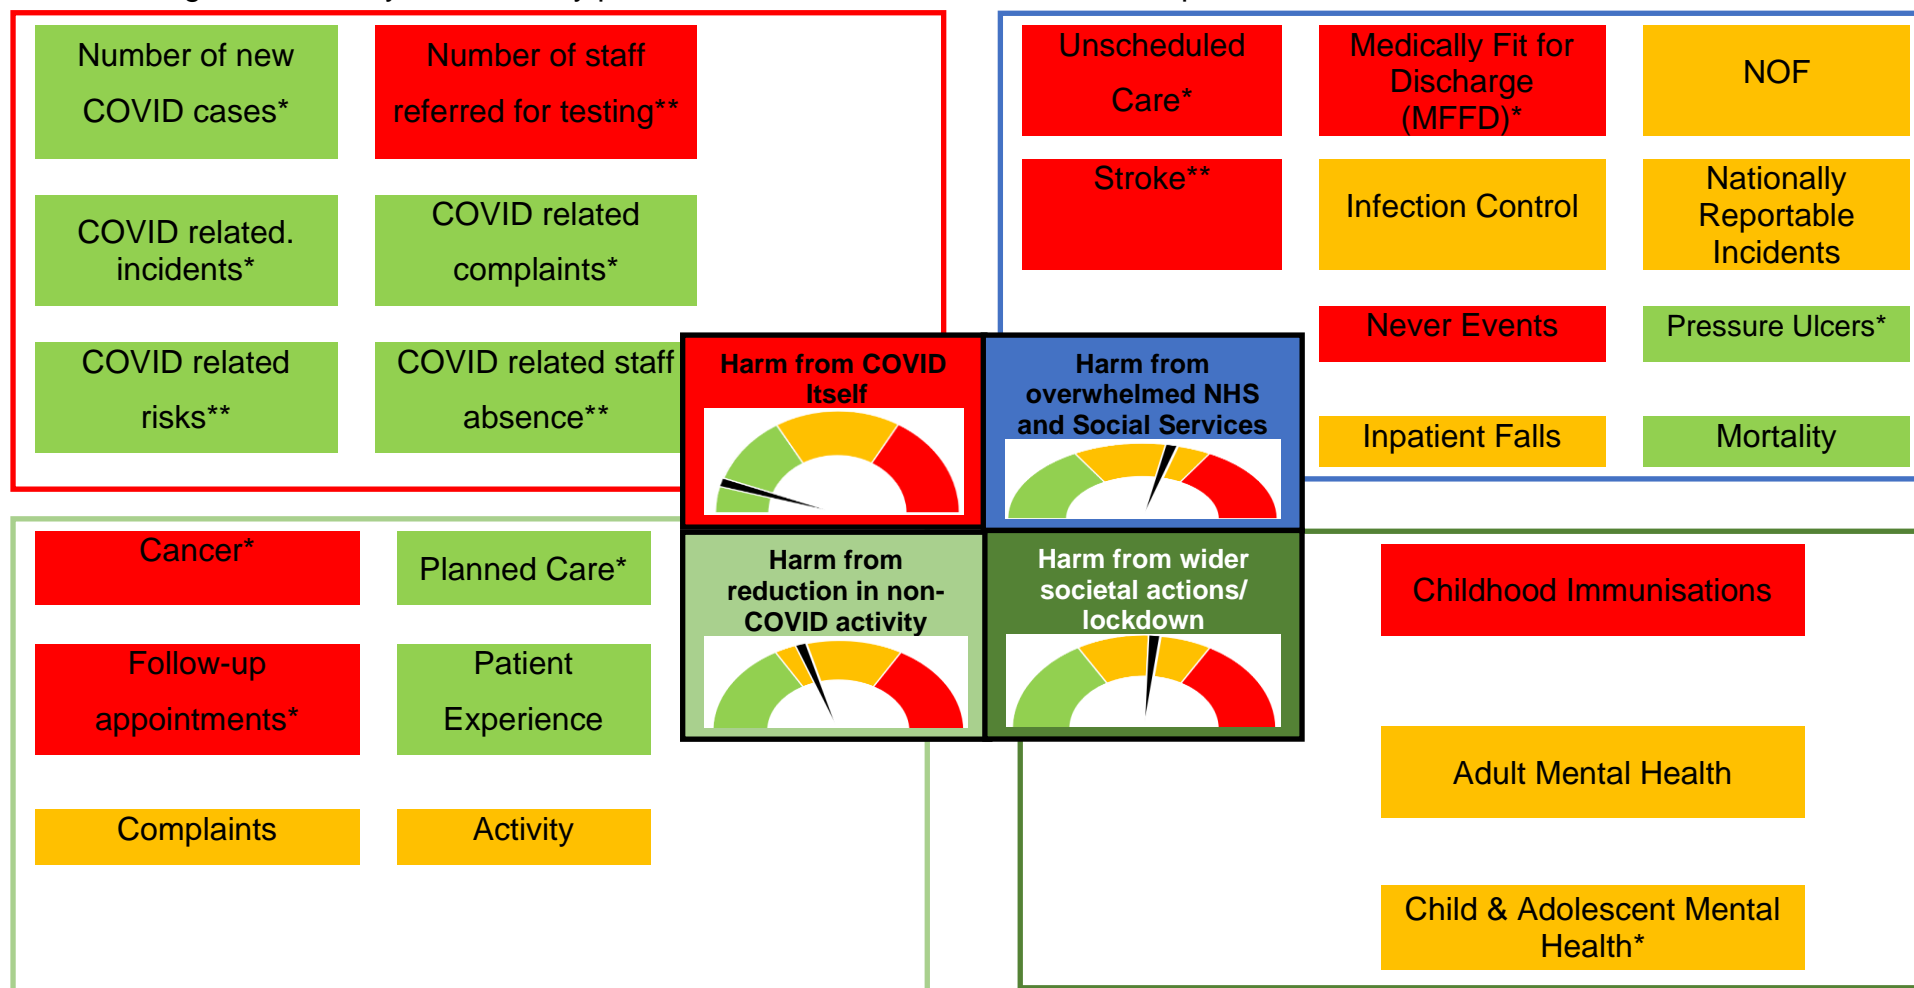 Number of new
COVID cases*
Number of staff
referred for testing**
COVID related.
incidents*
COVID related
complaints*
COVID related
risks**
COVID related staff
absence**
Unscheduled
Care*
Medically Fit for
Discharge
(MFFD)*
NOF
Stroke**
Infection Control
Nationally
Reportable
Incidents
Never Events
Pressure Ulcers*
Inpatient Falls
Mortality
Harm from COVID
Itself
Harm from
overwhelmed NHS
and Social Services
Harm from
reduction in non-
COVID activity
Harm from wider
societal actions/
lockdown
Cancer*
Planned Care*
Follow-up
appointments*
Patient
Experience
Complaints
Activity
Childhood Immunisations
Adult Mental Health
Child & Adolescent Mental
Health*